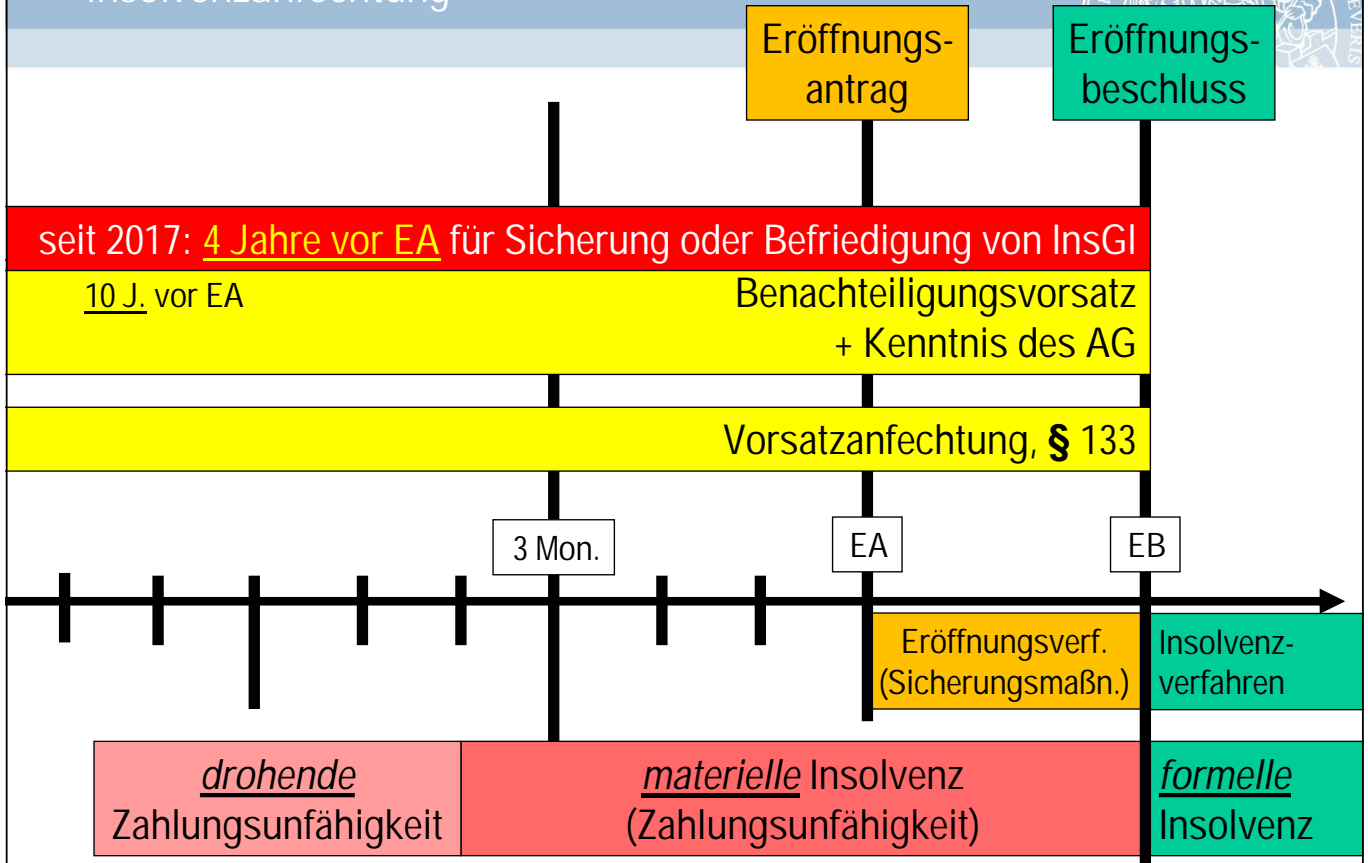 Insolvenzanfechtung
Eröffnungs-
antrag
Eröffnungs-
beschluss
seit 2017: 4 Jahre vor EA für Sicherung oder Befriedigung von InsGl
10 J. vor EA
Benachteiligungsvorsatz
+ Kenntnis des AG
Vorsatzanfechtung, § 133
3 Mon.
EA
EB
Eröffnungsverf.
(Sicherungsmaßn.)
Insolvenz-
verfahren
drohende
Zahlungsunfähigkeit
materielle Insolvenz
(Zahlungsunfähigkeit)
formelle
Insolvenz